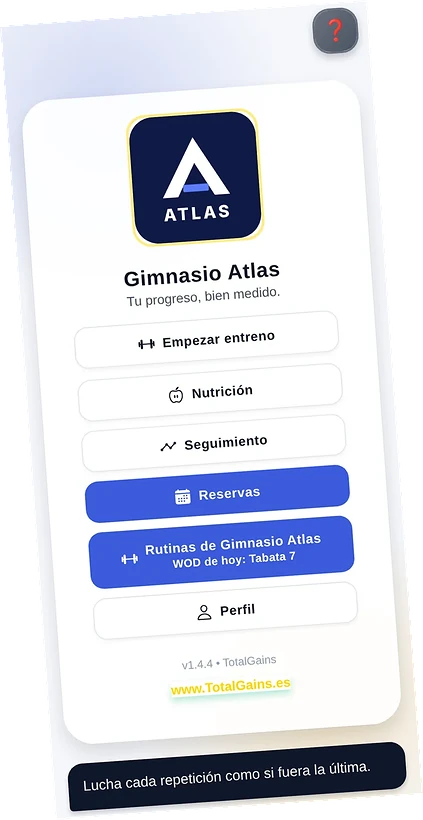 ❓
ATLAS
Gimnasio Atlas
Tu progreso, bien medido.
Empezar entreno
Nutrición
Seguimiento
Reservas
Rutinas de Gimnasio Atlas
WOD de hoy: Tabata 7
Perfil
v1.4.4 • TotalGains
www.TotalGains.es
Lucha cada repetición como si fuera la última.